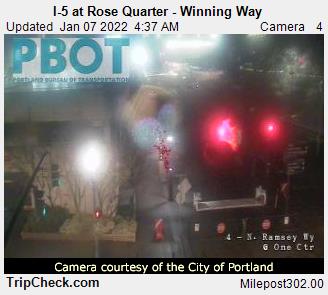 I-5 at Rose Quarter - Winning Way
Updated Jan 07 2022 4:37 AM Camera 4
PBOT
PORTLAND BUREAU OF TRANSPORTATION
4 - N. Ramsey Wy
@ One Ctr
Camera courtesy of the City of Portland
TripCheck.com Milepost302.00